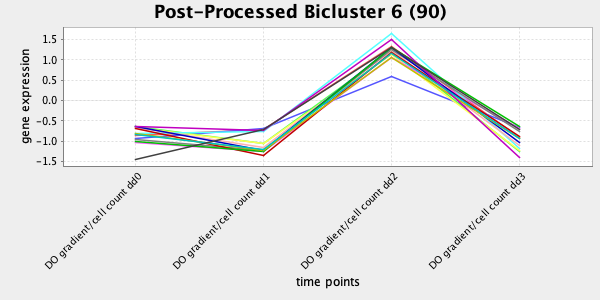 Post-Processed Bicluster 6 (90)
gene expression
1.5
1.0
0.5
0.0
-0.5
-1.0
-1.5
DO gradient/cell count dd0
DO gradient/cell count dd1
DO gradient/cell count dd2
DO gradient/cell count dd3
time points